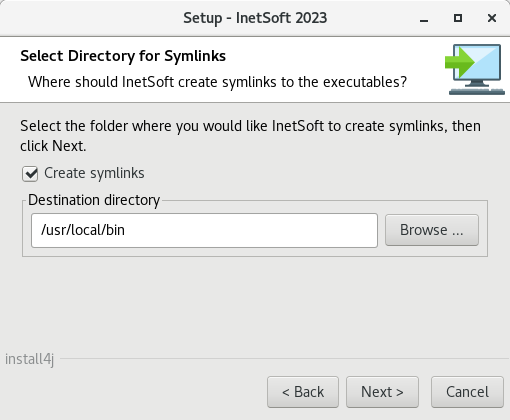 Setup - InetSoft 2023
Select Directory for Symlinks
Where should InetSoft create symlinks to the executables?
Select the folder where you would like InetSoft to create symlinks, then
click Next.
Create symlinks
Destination directory
/usr/local/bin
Browse ...
install4j
< Back
Next >
Cancel